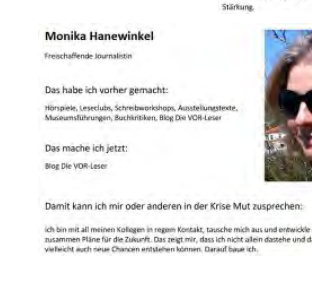 Stärkung.
Monika Hanewinkel
Freischaffende Journalistin
Das habe ich vorher gemacht:
Hörspiele, Leseclubs, Schreibworkshops, Ausstellungstexte,
Museumsführungen, Buchkritiken, Blog Die VOR-Leser
Das mache ich jetzt:
Blog Die VOR-Leser
Damit kann ich mir oder anderen in der Krise Mut zusprechen:
ich bin mit all meinen Kollegen in regem Kontakt, tausche mich aus und entwickle
zusammen Pläne für die Zukunft. Das zeigt mir, dass ich nicht allein dastehe und
vielleicht auch neue Chancen entstehen können. Darauf baue ich.